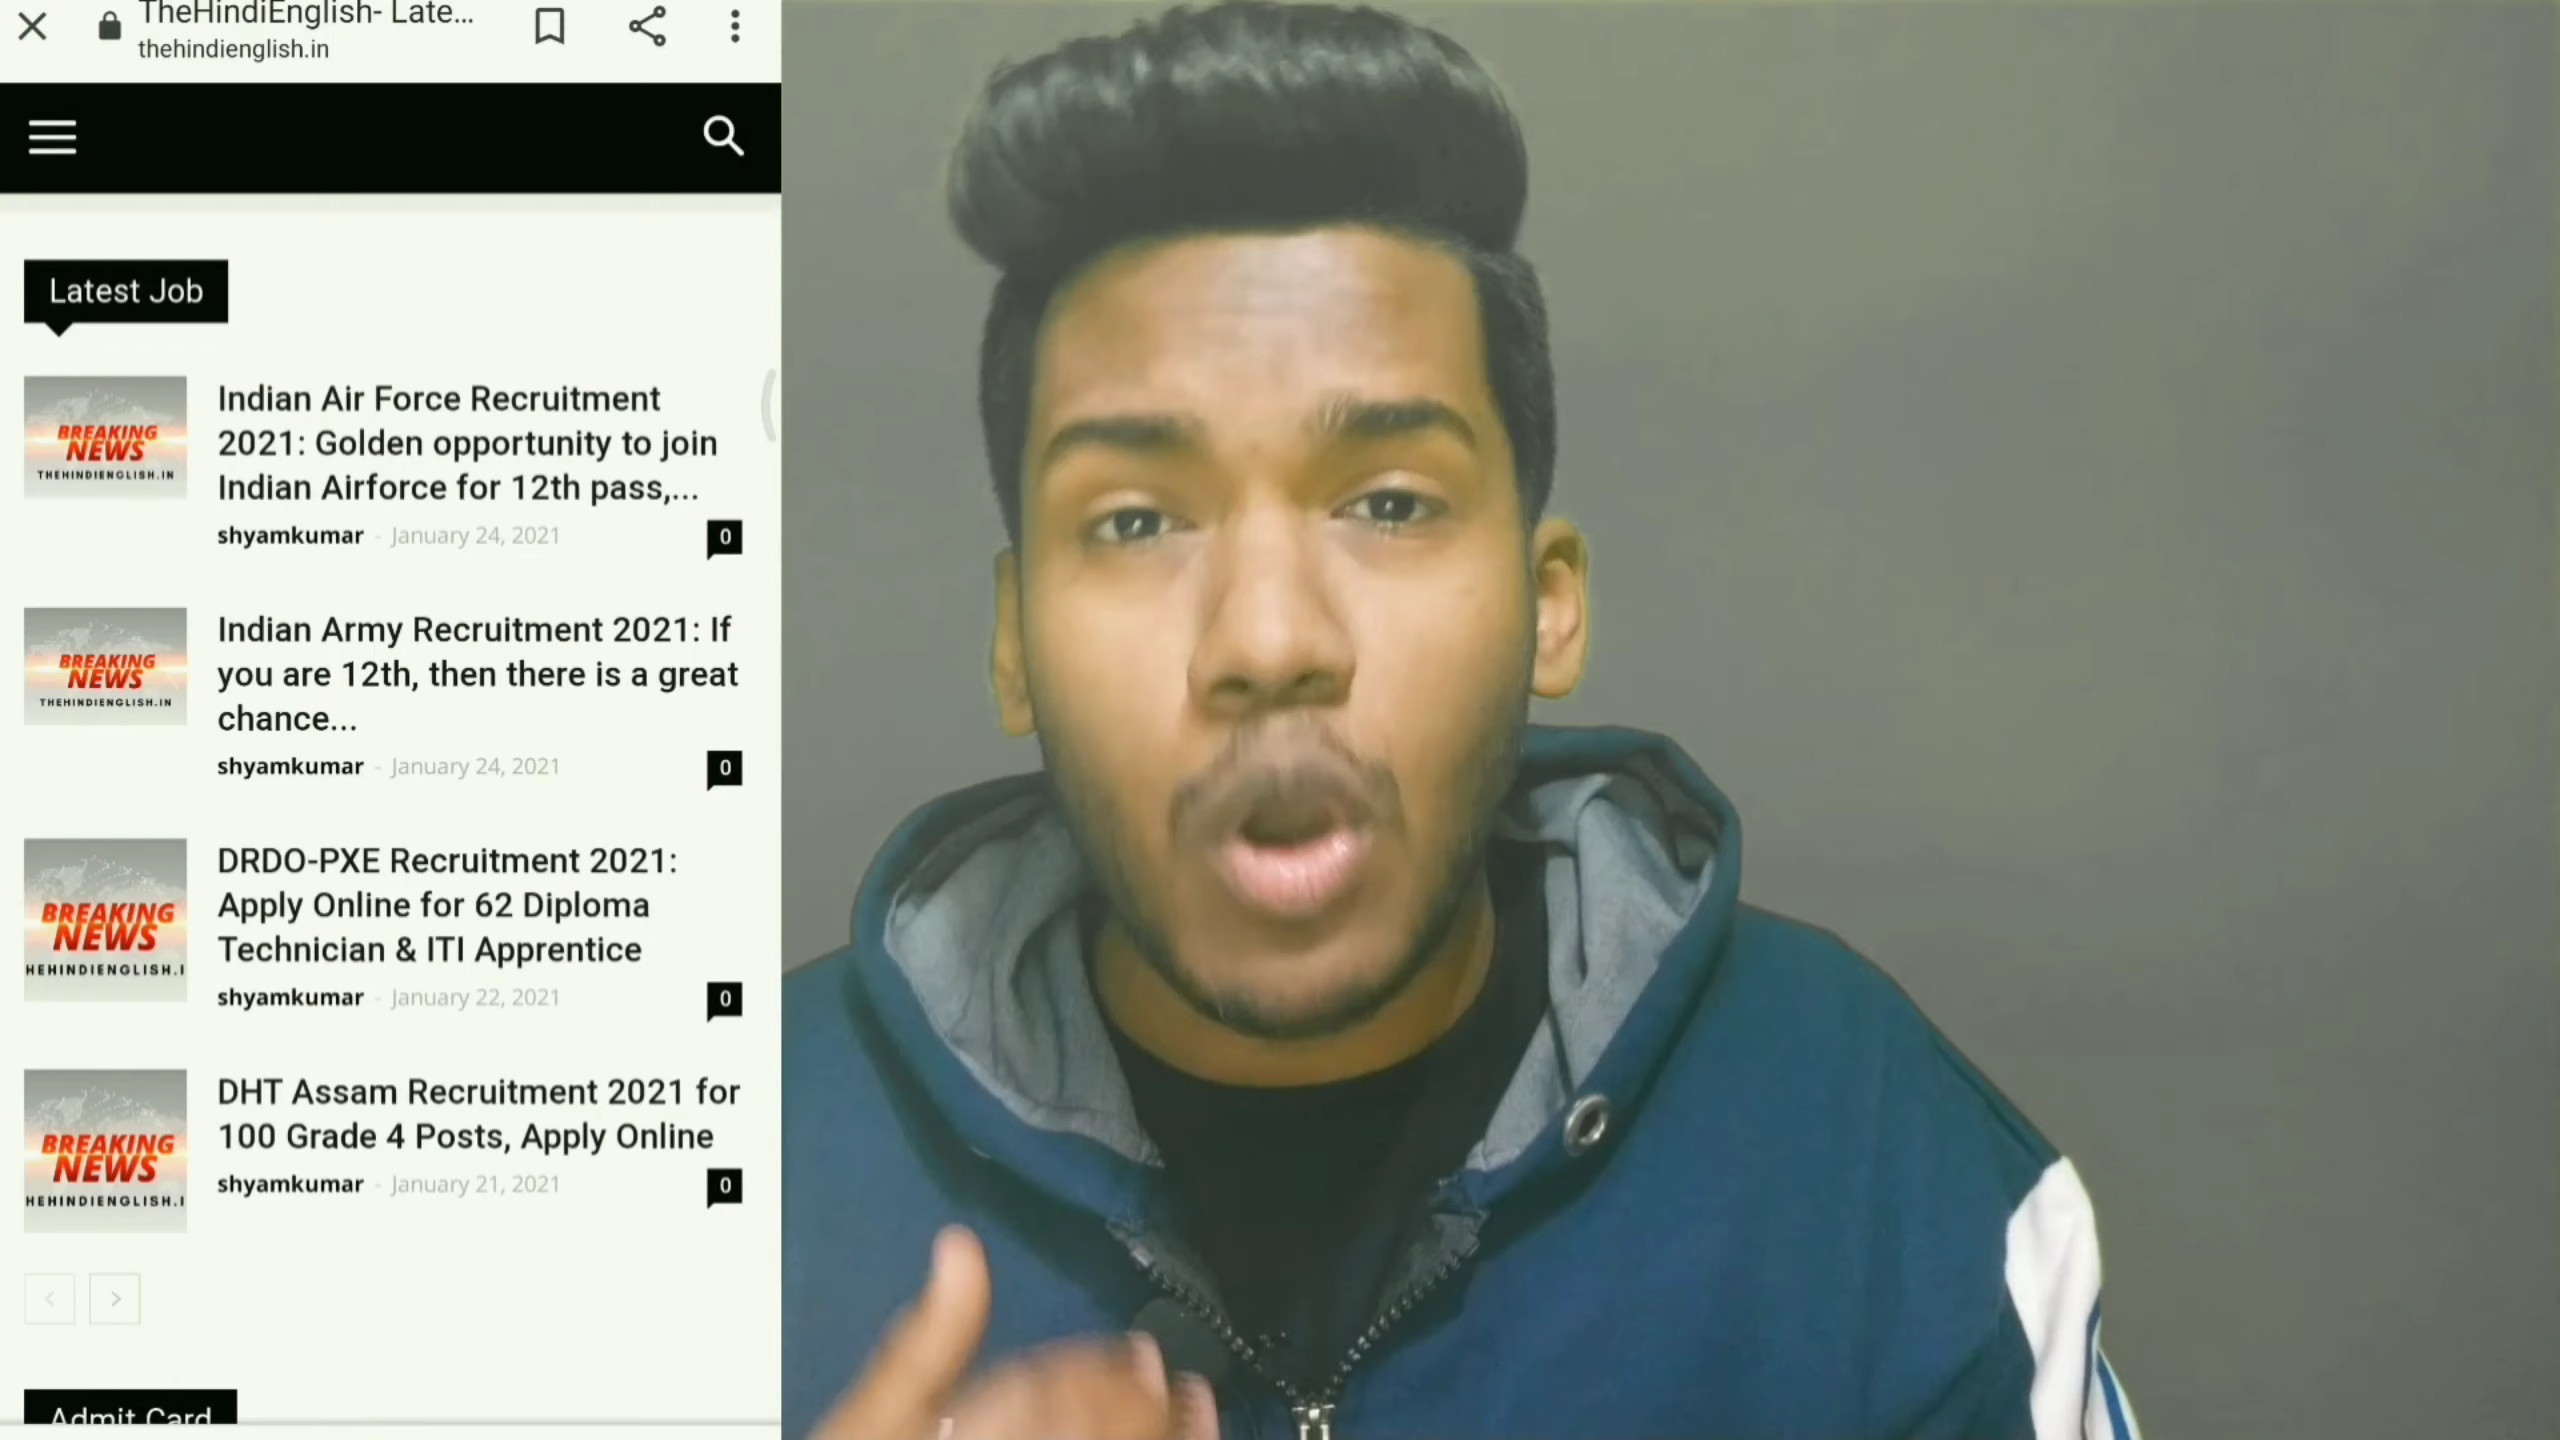 TheHindiEnglish- Late...
thehindienglish.in
Latest Job
BREAKING
NEWS
THEHINDIENGLISH.IN
Indian Air Force Recruitment
2021: Golden opportunity to join
Indian Airforce for 12th pass,...
shyamkumar - January 24, 2021
0
BREAKING
NEWS
THEHINDIENGLISH.IN
Indian Army Recruitment 2021: If
you are 12th, then there is a great
chance...
shyamkumar - January 24, 2021
0
BREAKING
NEWS
HEHINDIENGLISH.I
DRDO-PXE Recruitment 2021:
Apply Online for 62 Diploma
Technician & ITI Apprentice
shyamkumar - January 22, 2021
0
BREAKING
NEWS
HEHINDIENGLISH.I
DHT Assam Recruitment 2021 for
100 Grade 4 Posts, Apply Online
shyamkumar - January 21, 2021
0
Admit Card